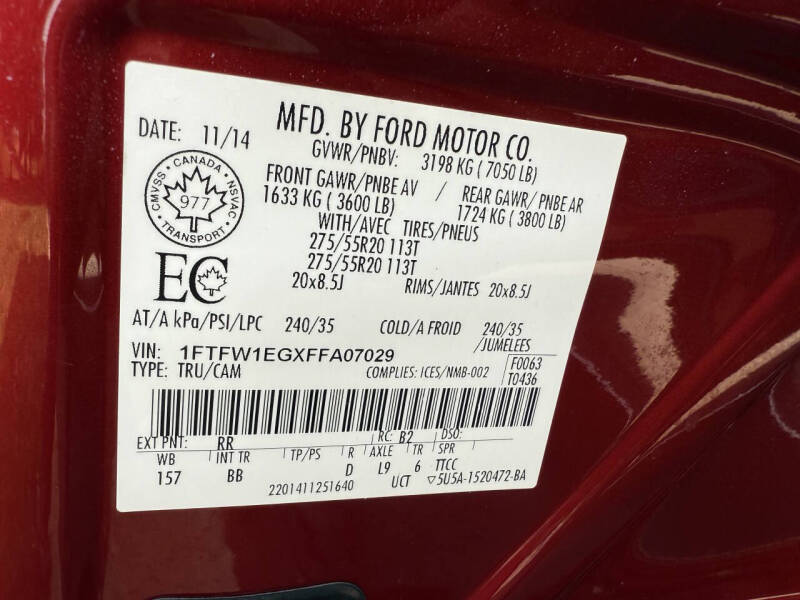 MFD. BY FORD MOTOR CO.
DATE: 11/14
GVWR/PNBV: 3198 KG ( 7050 LB)
CMVSS · CANADA · NSVAC · TRANSPORT ·
977
FRONT GAWR/PNBE AV / REAR GAWR/PNBE AR
1633 KG ( 3600 LB) 1724 KG ( 3800 LB)
WITH/AVEC TIRES/PNEUS
275/55R20 113T
275/55R20 113T
EC
20x8.5J RIMS/JANTES 20x8.5J
AT/A kPa/PSI/LPC 240/35 COLD/A FROID 240/35
/JUMELEES
VIN: 1FTFW1EGXFFA07029
TYPE: TRU/CAM COMPLIES: ICES/NMB-002
F0063
T0436
EXT PNT: RR RC: B2 DSO:
WB INT TR TP/PS R AXLE TR SPR
157 BB D L9 6 TTCC
2201411251640 UCT ▽5U5A-1520472-BA